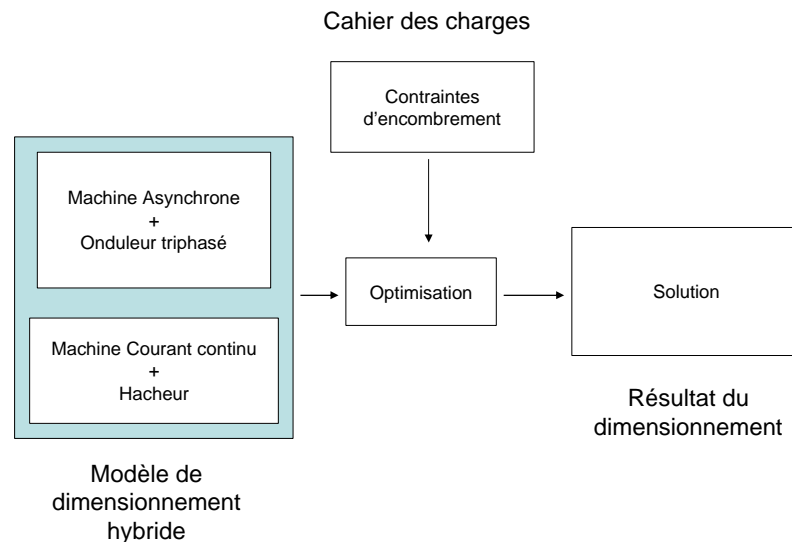 Cahier des charges
Contraintes
d'encombrement
Machine Asynchrone
+
Onduleur triphasé
Machine Courant continu
+
Hacheur
Optimisation
Solution
Résultat du
dimensionnement
Modèle de
dimensionnement
hybride